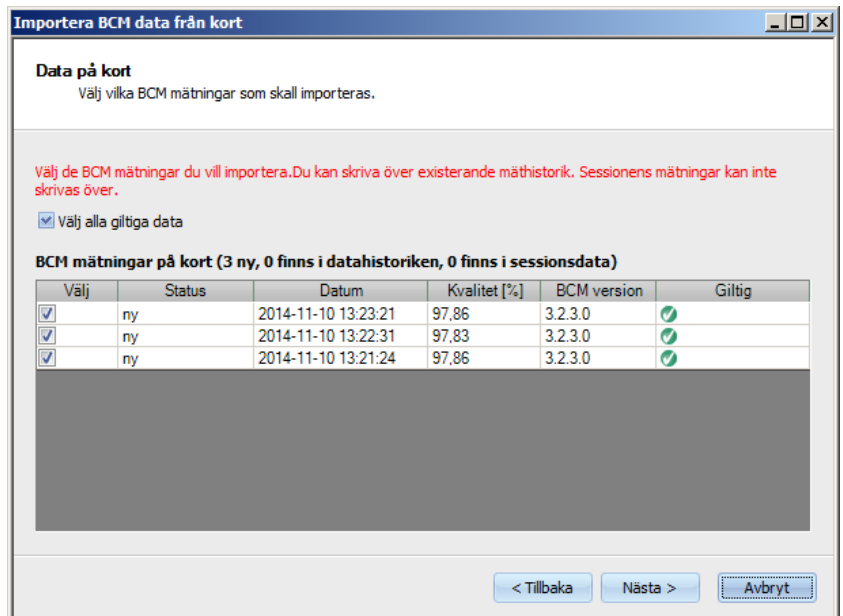 Importera BCM data från kort
Data på kort
Välj vilka BCM mätningar som skall importeras.
Välj de BCM mätningar du vill importera.Du kan skriva över existerande mäthistorik. Sessionens mätningar kan inte
skrivas över.
Välj alla giltiga data
BCM mätningar på kort (3 ny, 0 finns i datahistoriken, 0 finns i sessionsdata)
Välj Status Datum Kvalitet [%] BCM version Giltig
ny 2014-11-10 13:23:21 97,86 3.2.3.0
ny 2014-11-10 13:22:31 97,83 3.2.3.0
ny 2014-11-10 13:21:24 97,86 3.2.3.0
< Tillbaka Nästa > Avbryt